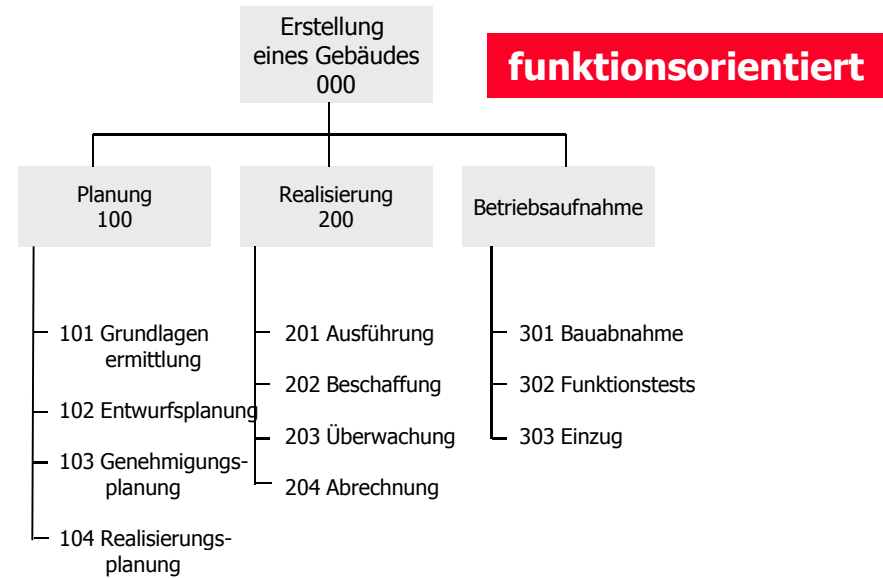 Erstellung
eines Gebäudes
000
funktionsorientiert
Planung
100
Realisierung
200
Betriebsaufnahme
101 Grundlagen
ermittlung
102 Entwurfsplanung
103 Genehmigungs-
planung
104 Realisierungs-
planung
201 Ausführung
202 Beschaffung
203 Überwachung
204 Abrechnung
301 Bauabnahme
302 Funktionstests
303 Einzug